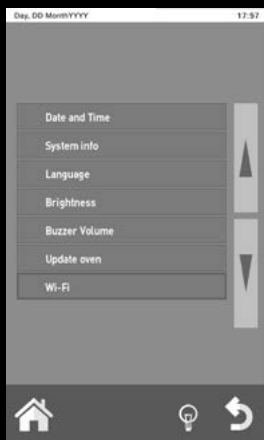 Day, DD MonthYYYY 17:57
Date and Time
System info
Language
Brightness
Buzzer Volume
Update oven
Wi-Fi